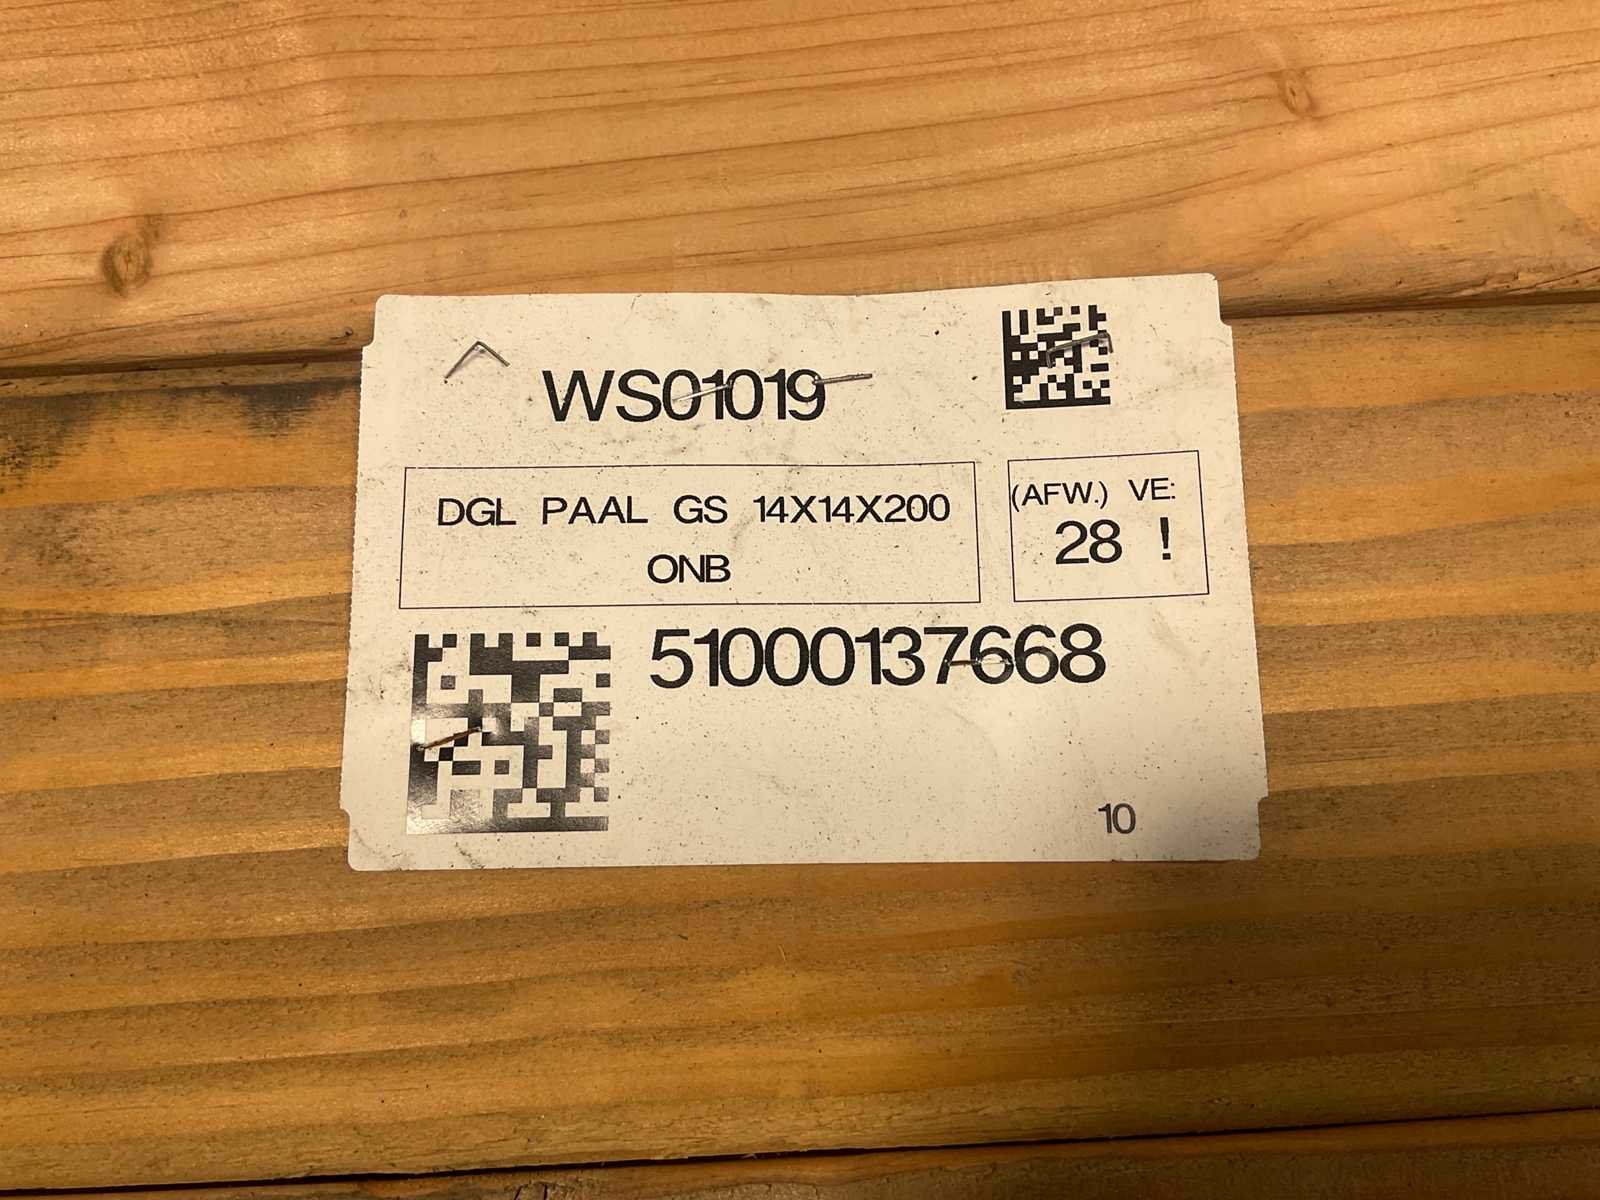 WS01019
DGL PAAL GS 14X14X200
ONB
(AFW.) VE:
28 !
51000137668
10